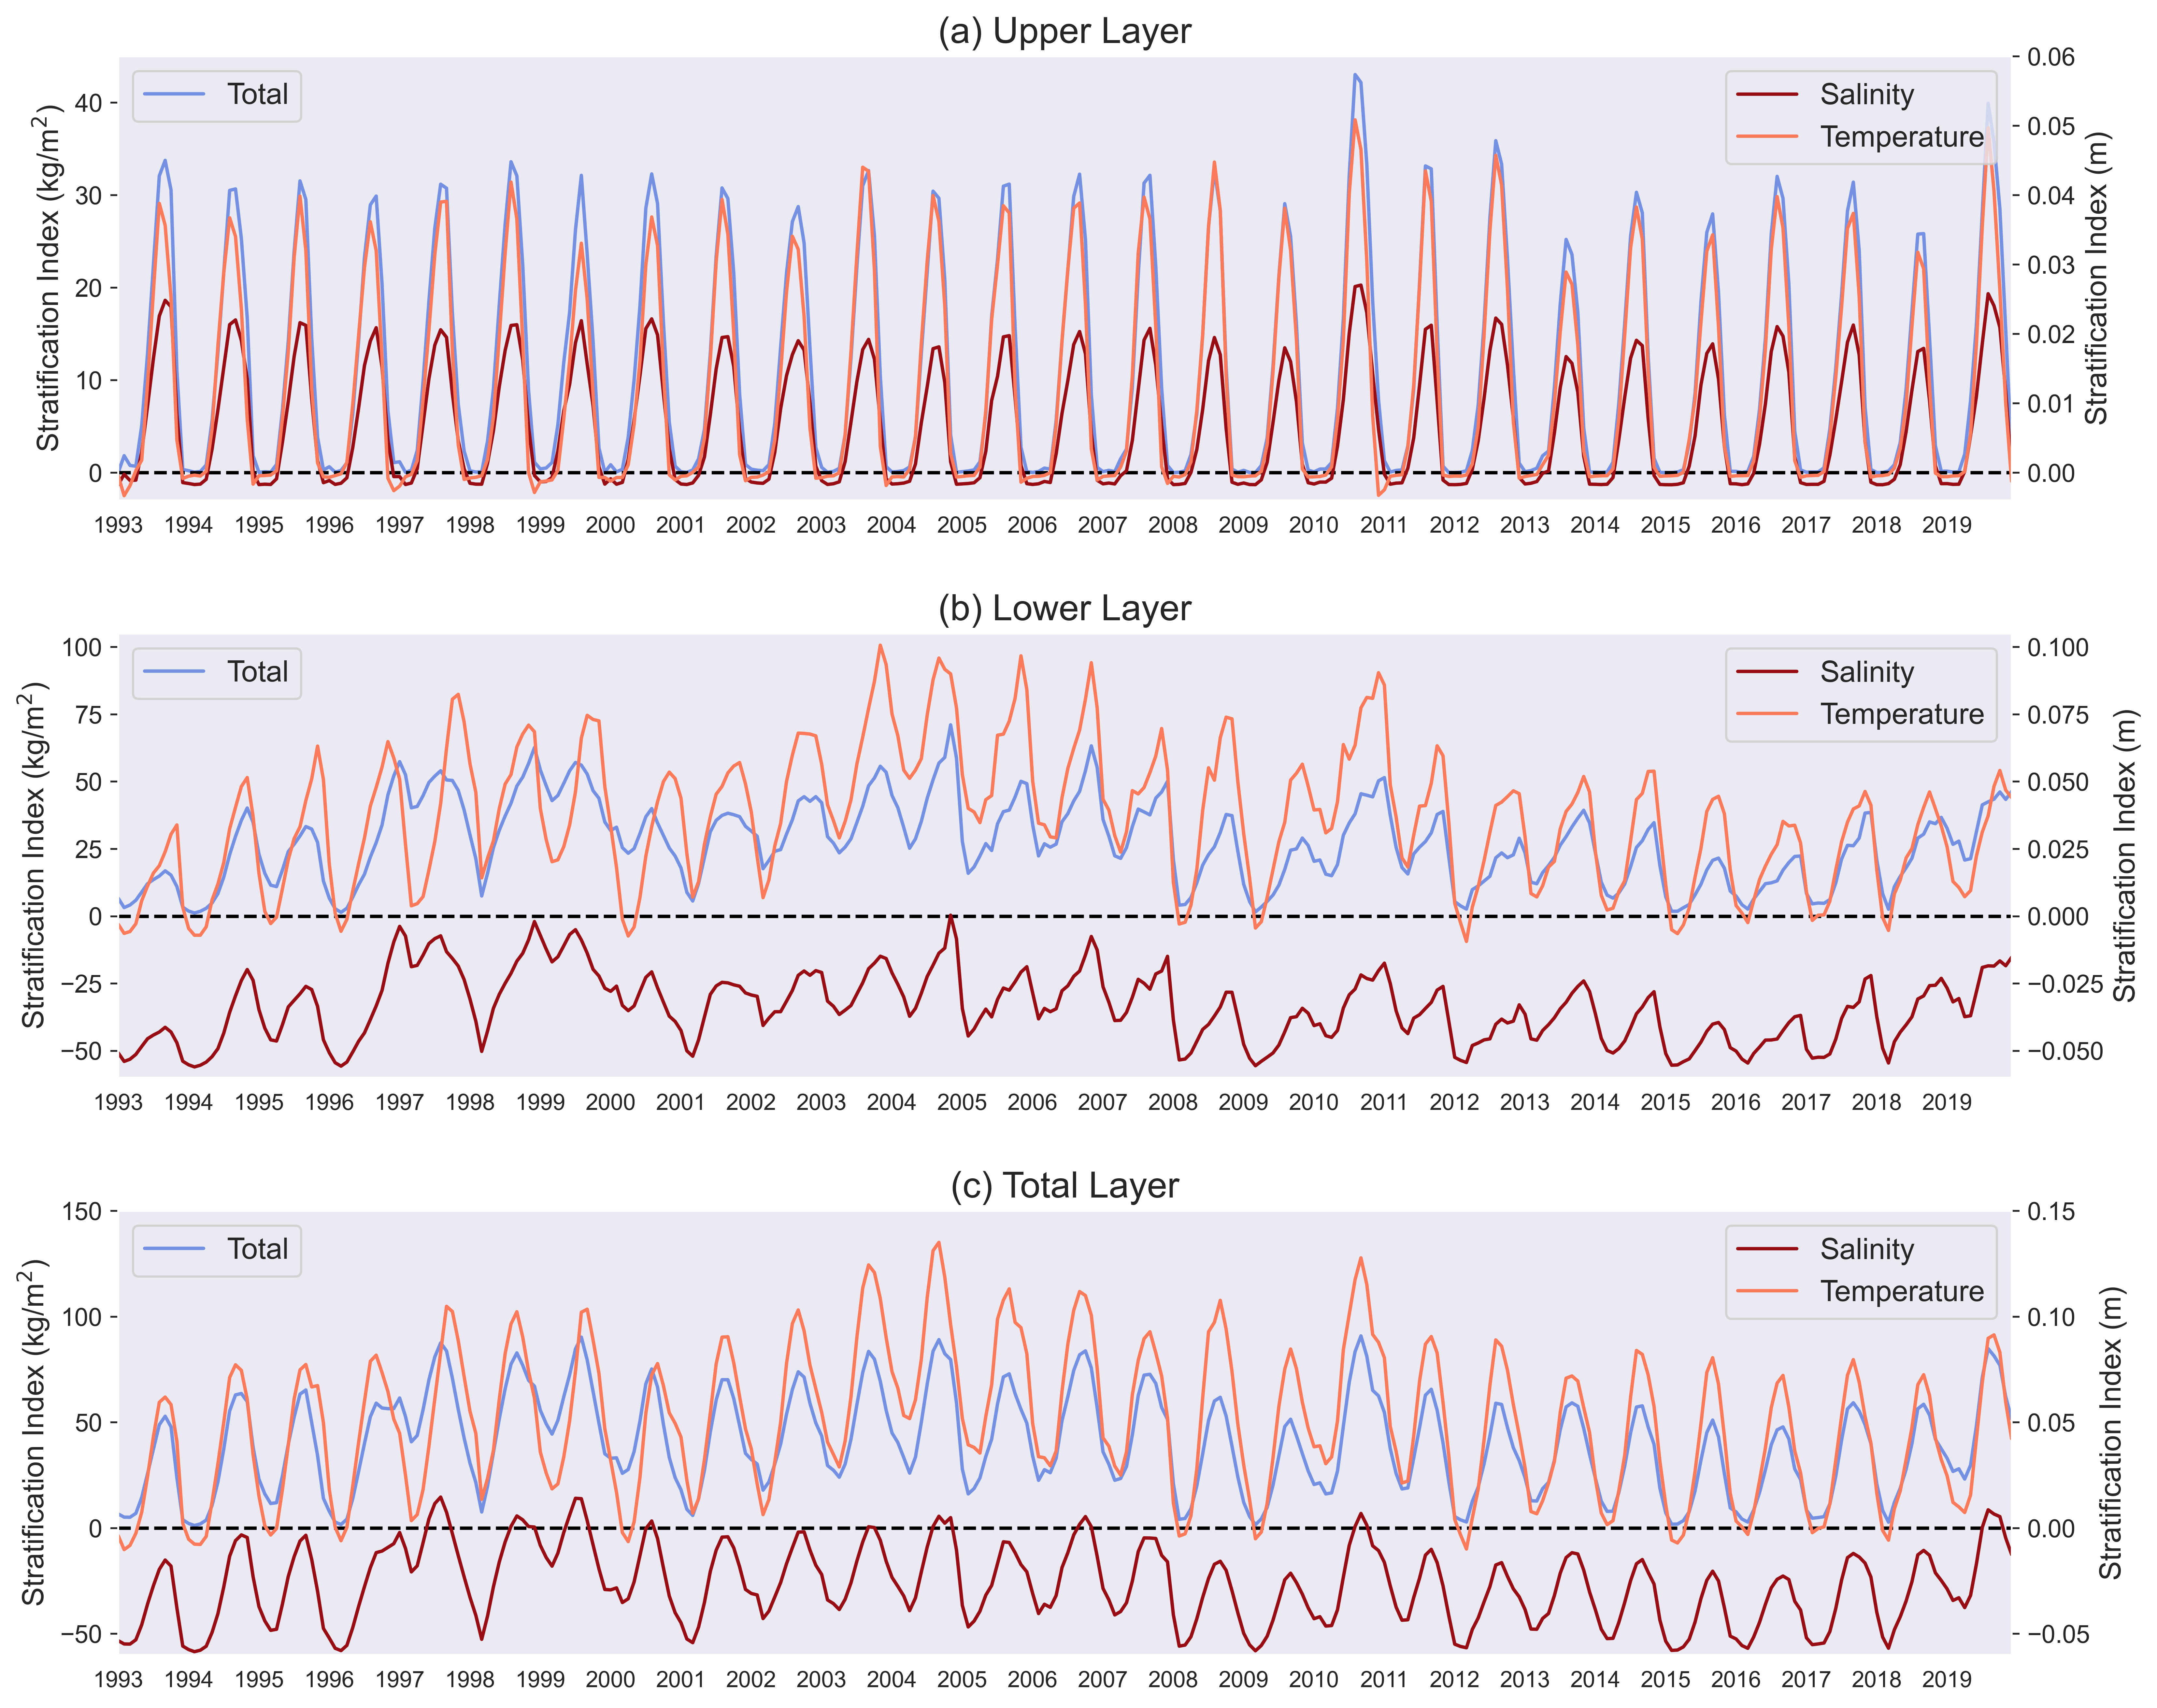 (a) Upper Layer
Stratification Index (kg/m²)
40
30
20
10
0
Total
Salinity
Temperature
0.06
0.05
0.04
0.03
0.02
0.01
0.00
Stratification Index (m)
1993 1994 1995 1996 1997 1998 1999 2000 2001 2002 2003 2004 2005 2006 2007 2008 2009 2010 2011 2012 2013 2014 2015 2016 2017 2018 2019
(b) Lower Layer
Stratification Index (kg/m²)
100
75
50
25
0
−25
−50
Total
Salinity
Temperature
0.100
0.075
0.050
0.025
0.000
−0.025
−0.050
Stratification Index (m)
1993 1994 1995 1996 1997 1998 1999 2000 2001 2002 2003 2004 2005 2006 2007 2008 2009 2010 2011 2012 2013 2014 2015 2016 2017 2018 2019
(c) Total Layer
Stratification Index (kg/m²)
150
100
50
0
−50
Total
Salinity
Temperature
0.15
0.10
0.05
0.00
−0.05
Stratification Index (m)
1993 1994 1995 1996 1997 1998 1999 2000 2001 2002 2003 2004 2005 2006 2007 2008 2009 2010 2011 2012 2013 2014 2015 2016 2017 2018 2019